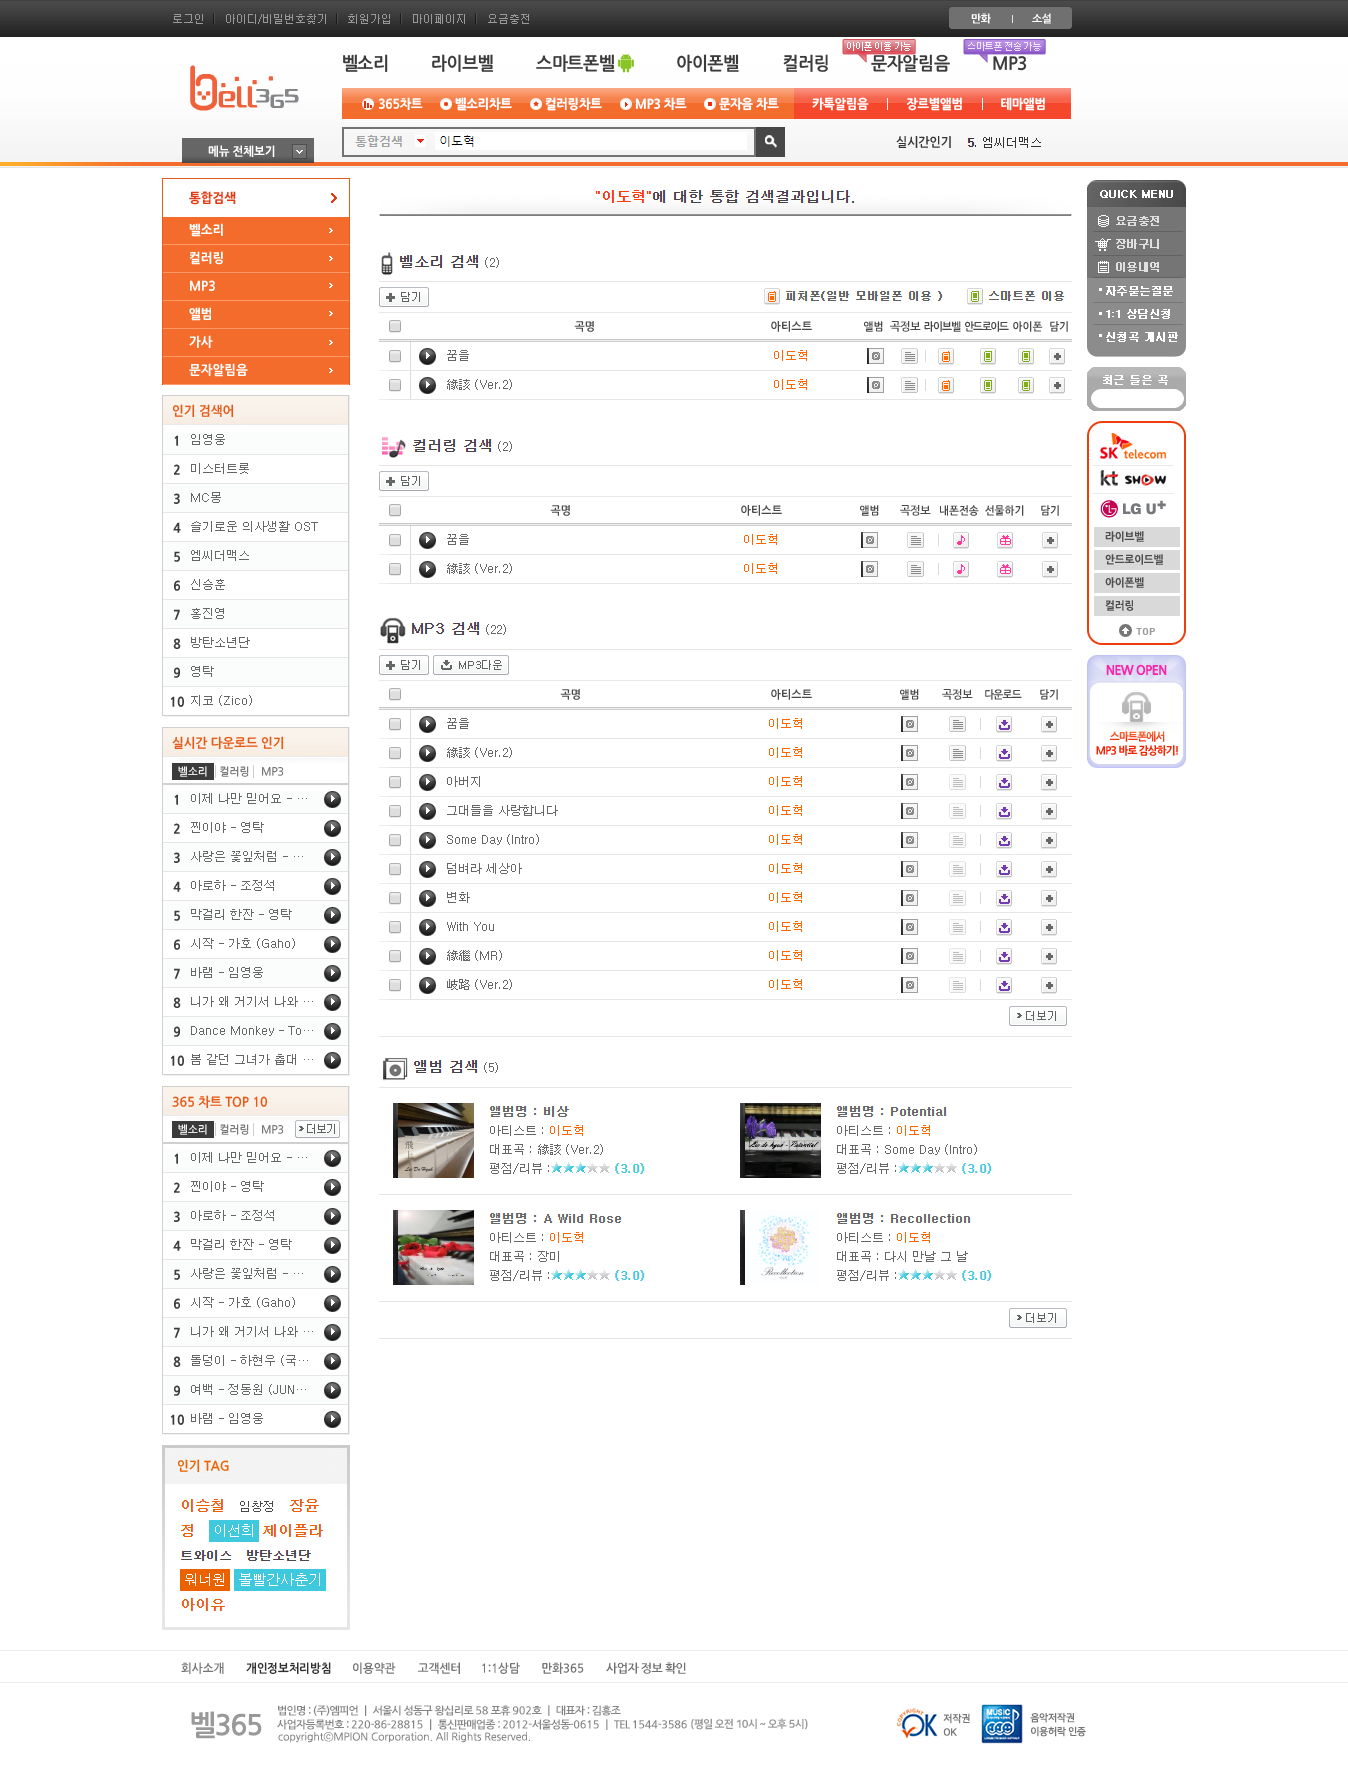 로그인 아이디/비밀번호찾기 회원가입 마이페이지 요금충전 만화 소설
bell365
벨소리 라이브벨 스마트폰벨 아이폰벨 컬러링 아이폰 이용 가능 문자알림음 스마트폰 전송 가능 MP3
365차트 벨소리차트 컬러링차트 MP3 차트 문자음 차트 카톡알림음 장르별앨범 테마앨범
메뉴 전체보기 통합검색 이도혁 실시간인기 5. 엠씨더맥스
통합검색
벨소리
컬러링
MP3
앨범
가사
문자알림음
인기 검색어
1 임영웅
2 미스터트롯
3 MC몽
4 슬기로운 의사생활 OST
5 엠씨더맥스
6 신승훈
7 홍진영
8 방탄소년단
9 영탁
10 지코 (Zico)
실시간 다운로드 인기
벨소리 컬러링 MP3
1 이제 나만 믿어요 - ...
2 찐이야 - 영탁
3 사랑은 꽃잎처럼 - ...
4 아로하 - 조정석
5 막걸리 한잔 - 영탁
6 시작 - 가호 (Gaho)
7 바램 - 임영웅
8 니가 왜 거기서 나와 ...
9 Dance Monkey - To...
10 봄 같던 그녀가 춥대 ...
365 차트 TOP 10
벨소리 컬러링 MP3 더보기
1 이제 나만 믿어요 - ...
2 찐이야 - 영탁
3 아로하 - 조정석
4 막걸리 한잔 - 영탁
5 사랑은 꽃잎처럼 - ...
6 시작 - 가호 (Gaho)
7 니가 왜 거기서 나와 ...
8 돌덩이 - 하현우 (국...
9 여백 - 정동원 (JUN...
10 바램 - 임영웅
인기 TAG
이승철 임창정 장윤
정 이선희 제이플라
트와이스 방탄소년단
워너원 볼빨간사춘기
아이유
"이도혁"에 대한 통합 검색결과입니다.
벨소리 검색 (2)
담기 피쳐폰(일반 모바일폰 이용 ) 스마트폰 이용
곡명 아티스트 앨범 곡정보 라이브벨 안드로이드 아이폰 담기
꿈을 이도혁
緣該 (Ver.2) 이도혁
컬러링 검색 (2)
담기
곡명 아티스트 앨범 곡정보 내폰전송 선물하기 담기
꿈을 이도혁
緣該 (Ver.2) 이도혁
MP3 검색 (22)
담기 MP3다운
곡명 아티스트 앨범 곡정보 다운로드 담기
꿈을 이도혁
緣該 (Ver.2) 이도혁
아버지 이도혁
그대들을 사랑합니다 이도혁
Some Day (Intro) 이도혁
덤벼라 세상아 이도혁
변화 이도혁
With You 이도혁
緣繼 (MR) 이도혁
岐路 (Ver.2) 이도혁
더보기
앨범 검색 (5)
앨범명 : 비상
아티스트 : 이도혁
대표곡 : 緣該 (Ver.2)
평점/리뷰 : (3.0)
앨범명 : Potential
아티스트 : 이도혁
대표곡 : Some Day (Intro)
평점/리뷰 : (3.0)
앨범명 : A Wild Rose
아티스트 : 이도혁
대표곡 : 장미
평점/리뷰 : (3.0)
Recollection
앨범명 : Recollection
아티스트 : 이도혁
대표곡 : 다시 만날 그 날
평점/리뷰 : (3.0)
더보기
QUICK MENU
요금충전
장바구니
이용내역
자주묻는질문
1:1 상담신청
신청곡 게시판
최근 들은 곡
SK telecom
kt SHOW
LG U+
라이브벨
안드로이드벨
아이폰벨
컬러링
TOP
NEW OPEN
스마트폰에서
MP3 바로 감상하기!
회사소개 개인정보처리방침 이용약관 고객센터 1:1상담 만화365 사업자 정보 확인
벨365
법인명 : (주)엠피언 | 서울시 성동구 왕십리로 58 포휴 902호 | 대표자 : 김홍조
사업자등록번호 : 220-86-28815 | 통신판매업종 : 2012-서울성동-0615 | TEL 1544-3586 (평일 오전 10시 ~ 오후 5시)
copyrightⓒMPION Corporation. All Rights Reserved.
COPYRIGHT OK 저작권
OK
MUSIC 음악저작권
이용허락 인증